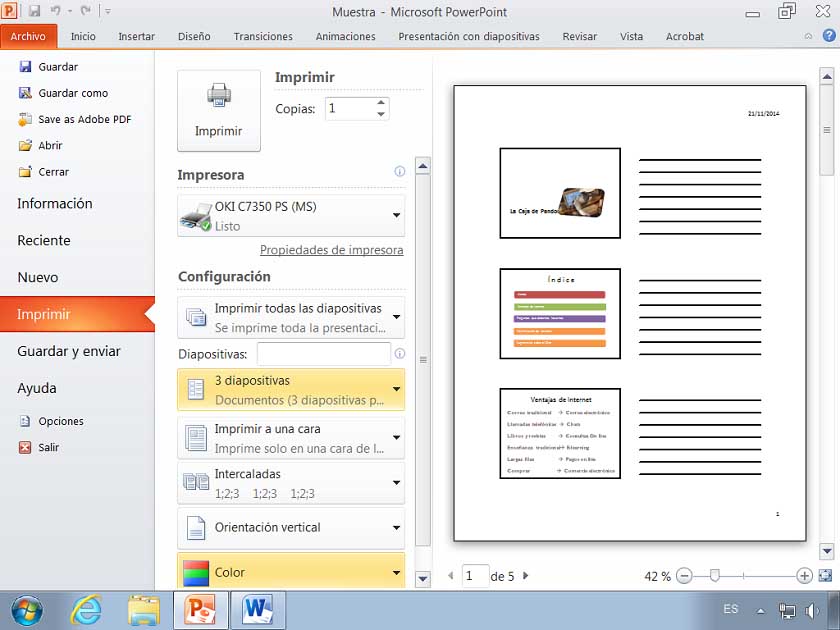 Muestra - Microsoft PowerPoint
Archivo Inicio Insertar Diseño Transiciones Animaciones Presentación con diapositivas Revisar Vista Acrobat
Guardar
Guardar como
Save as Adobe PDF
Abrir
Cerrar
Información
Reciente
Nuevo
Imprimir
Guardar y enviar
Ayuda
Opciones
Salir
Imprimir
Imprimir
Copias: 1
Impresora
OKI C7350 PS (MS)
Listo
Propiedades de impresora
Configuración
Imprimir todas las diapositivas
Se imprime toda la presentaci...
Diapositivas:
3 diapositivas
Documentos (3 diapositivas p...
Imprimir a una cara
Imprime solo en una cara de l...
Intercaladas
1;2;3 1;2;3 1;2;3
Orientación vertical
Color
21/11/2014
La Caja de Pando
Índice
Ventajas de Internet
Correo tradicional → Correo electrónico
Llamadas telefónicas → Chats
Libros y revistas → Consultas On line
Enseñanza tradicional → Elearning
Largas filas → Pagos on line
Comprar → Comercio electrónico
1
1 de 5
42 %
ES